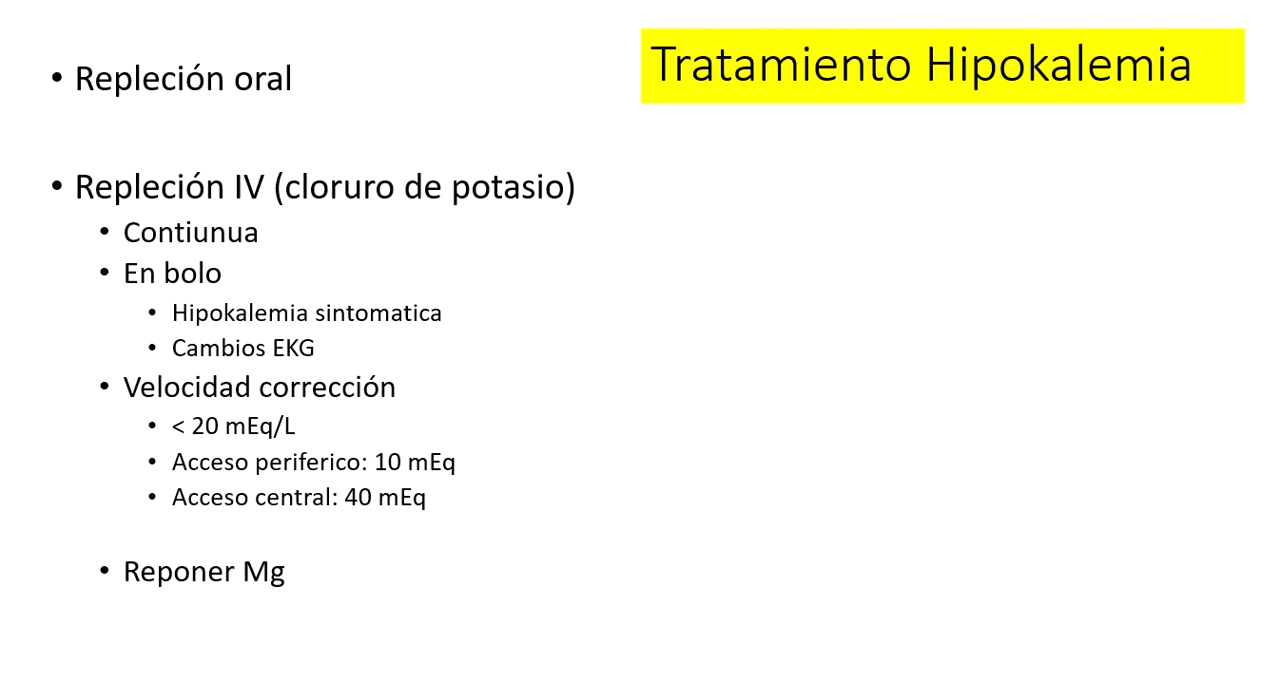 Tratamiento Hipokalemia
• Repleción oral
• Repleción IV (cloruro de potasio)
• Contiunua
• En bolo
• Hipokalemia sintomatica
• Cambios EKG
• Velocidad corrección
• < 20 mEq/L
• Acceso periferico: 10 mEq
• Acceso central: 40 mEq
• Reponer Mg